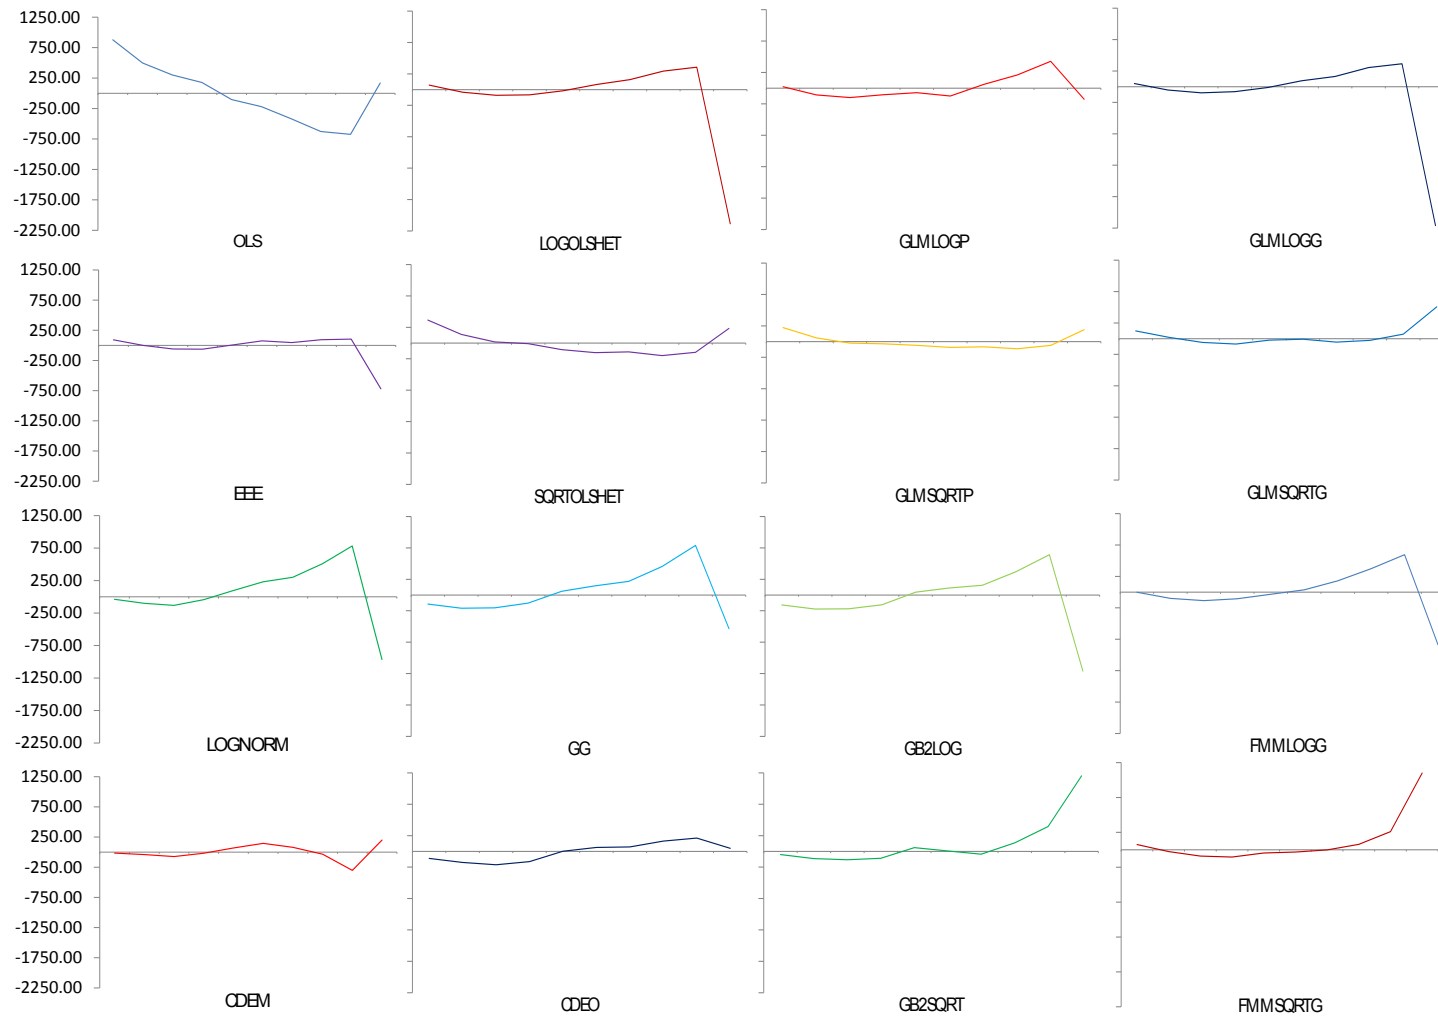 1250.00
750.00
250.00
-250.00
-750.00
-1250.00
-1750.00
-2250.00
OLS
LOGOLSHET
GLMLOGP
GLMLOGG
1250.00
750.00
250.00
-250.00
-750.00
-1250.00
-1750.00
-2250.00
EEE
SQRTOLSHET
GLMSQRTP
GLMSQRTG
1250.00
750.00
250.00
-250.00
-750.00
-1250.00
-1750.00
-2250.00
LOGNORM
GG
GB2LOG
FMMLOGG
1250.00
750.00
250.00
-250.00
-750.00
-1250.00
-1750.00
-2250.00
CDEM
CDEO
GB2SQRT
FMMSQRTG